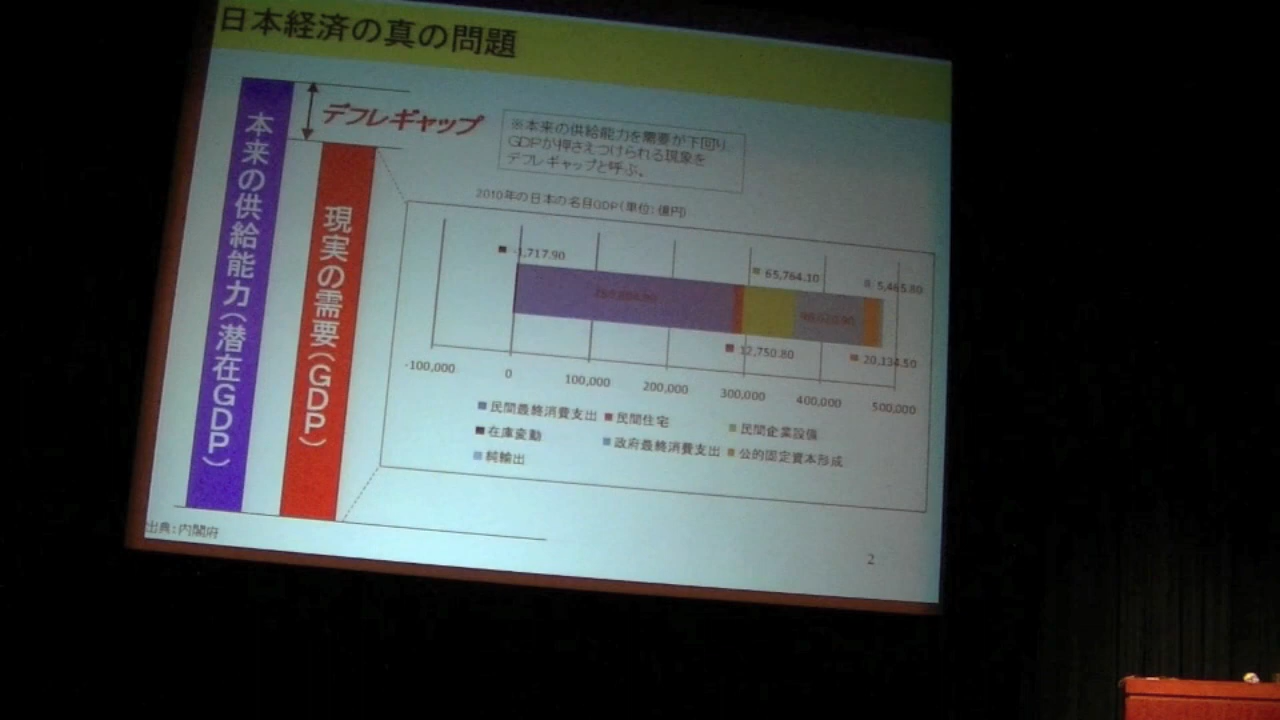 日本経済の真の問題
デフレギャップ
※本来の供給能力を需要が下回り、
GDPが押さえつけられる現象を
デフレギャップと呼ぶ。
本来の供給能力(潜在GDP)
現実の需要(GDP)
2010年の日本の名目GDP(単位:億円)
-1,717.90
65,764.10
5,465.80
12,750.80
20,134.50
-100,000
0
100,000
200,000
300,000
400,000
500,000
民間最終消費支出
民間住宅
民間企業設備
在庫変動
政府最終消費支出
公的固定資本形成
純輸出
出典:内閣府
2